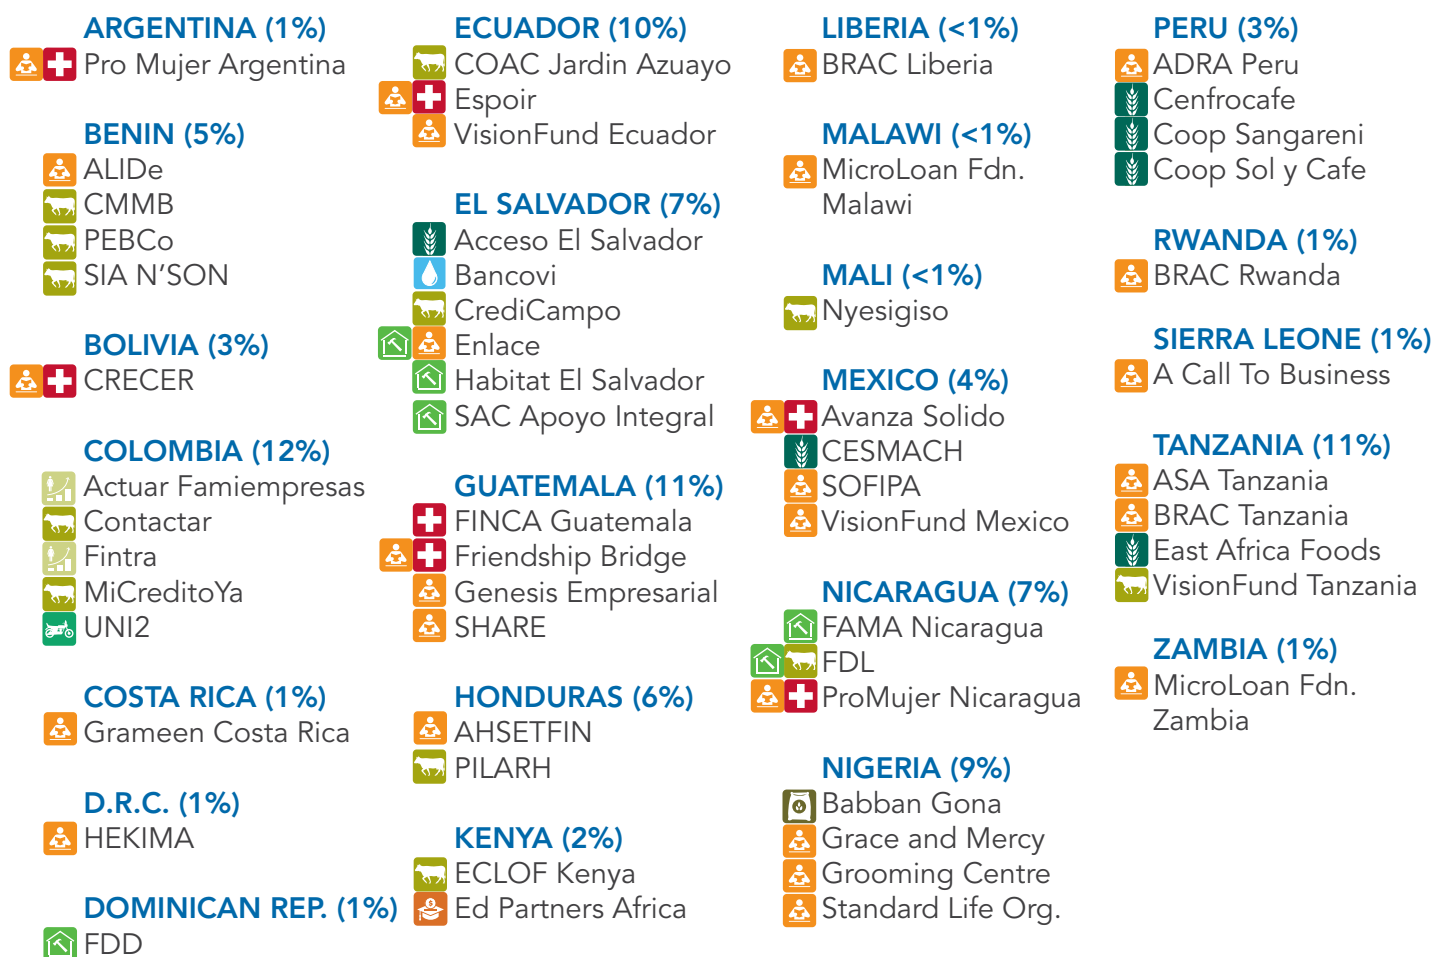 ARGENTINA (1%)
Pro Mujer Argentina
BENIN (5%)
ALIDe
CMMB
PEBCo
SIA N’SON
BOLIVIA (3%)
CRECER
COLOMBIA (12%)
Actuar Famiempresas
Contactar
Fintra
MiCreditoYa
UNI2
COSTA RICA (1%)
Grameen Costa Rica
D.R.C. (1%)
HEKIMA
DOMINICAN REP. (1%)
FDD
ECUADOR (10%)
COAC Jardin Azuayo
Espoir
VisionFund Ecuador
EL SALVADOR (7%)
Acceso El Salvador
Bancovi
CrediCampo
Enlace
Habitat El Salvador
SAC Apoyo Integral
GUATEMALA (11%)
FINCA Guatemala
Friendship Bridge
Genesis Empresarial
SHARE
HONDURAS (6%)
AHSETFIN
PILARH
KENYA (2%)
ECLOF Kenya
Ed Partners Africa
LIBERIA (<1%)
BRAC Liberia
MALAWI (<1%)
MicroLoan Fdn.
Malawi
MALI (<1%)
Nyesigiso
MEXICO (4%)
Avanza Solido
CESMACH
SOFIPA
VisionFund Mexico
NICARAGUA (7%)
FAMA Nicaragua
FDL
ProMujer Nicaragua
NIGERIA (9%)
Babban Gona
Grace and Mercy
Grooming Centre
Standard Life Org.
PERU (3%)
ADRA Peru
Cenfrocafe
Coop Sangareni
Coop Sol y Cafe
RWANDA (1%)
BRAC Rwanda
SIERRA LEONE (1%)
A Call To Business
TANZANIA (11%)
ASA Tanzania
BRAC Tanzania
East Africa Foods
VisionFund Tanzania
ZAMBIA (1%)
MicroLoan Fdn.
Zambia